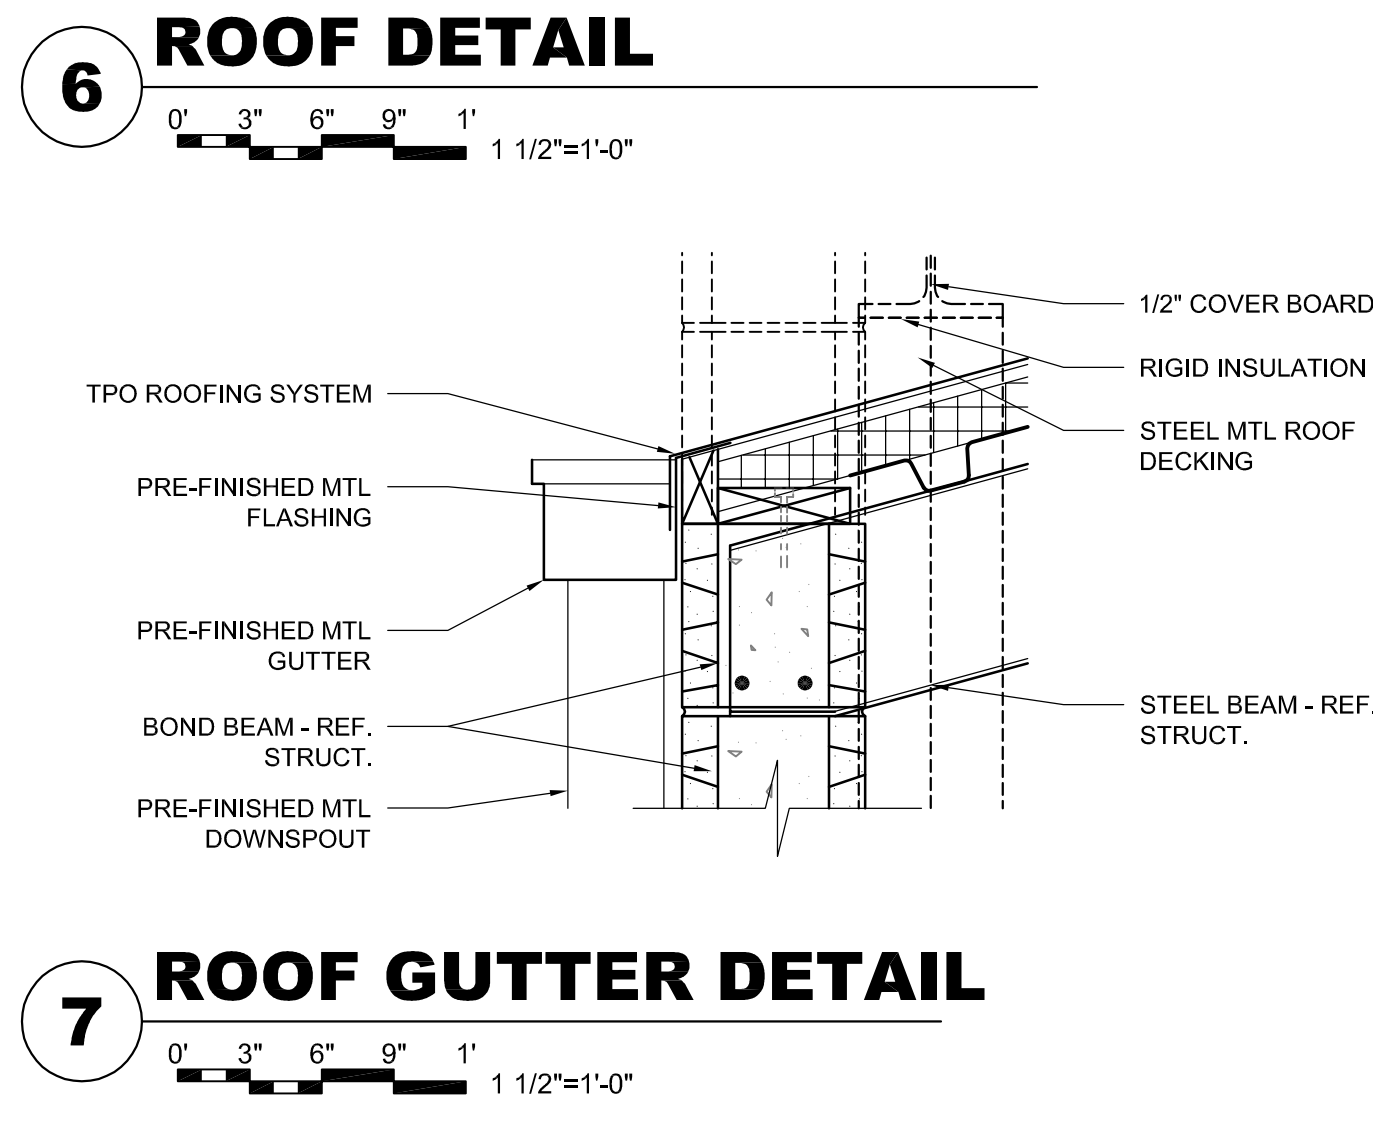 6
ROOF DETAIL
0' 3" 6" 9" 1'
1 1/2"=1'-0"
TPO ROOFING SYSTEM
PRE-FINISHED MTL
FLASHING
PRE-FINISHED MTL
GUTTER
BOND BEAM - REF.
STRUCT.
PRE-FINISHED MTL
DOWNSPOUT
1/2" COVER BOARD
RIGID INSULATION
STEEL MTL ROOF
DECKING
STEEL BEAM - REF.
STRUCT.
7
ROOF GUTTER DETAIL
0' 3" 6" 9" 1'
1 1/2"=1'-0"